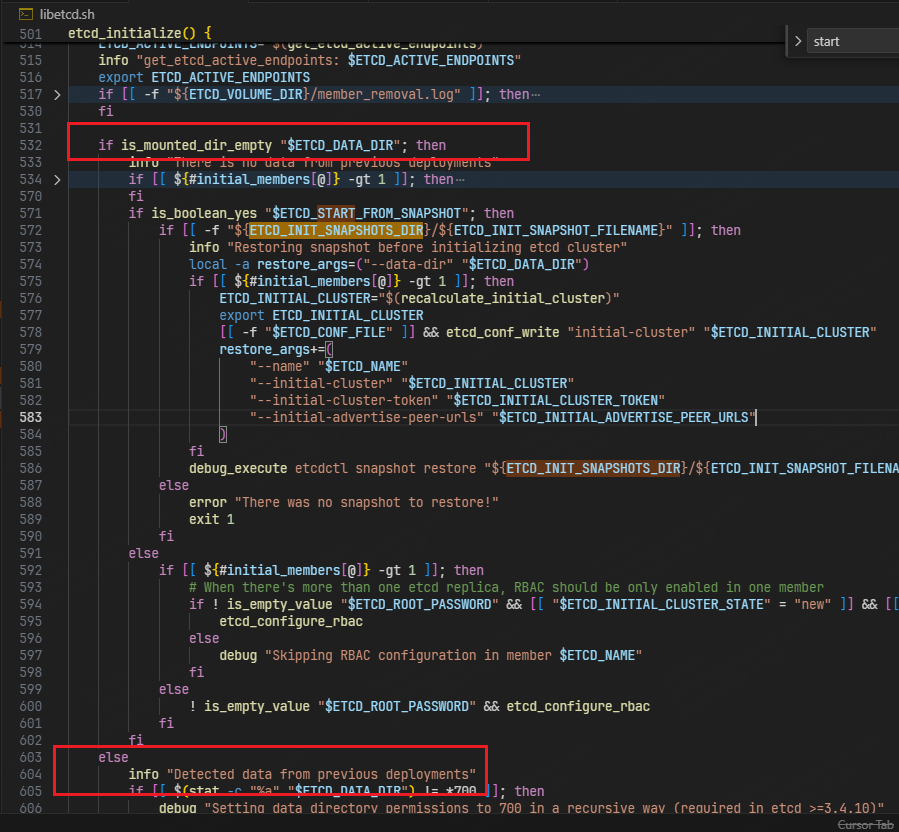 libetcd.sh
501 etcd_initialize() {
start
514 ETCD_ACTIVE_ENDPOINTS="$(get_etcd_active_endpoints)"
515 info "get_etcd_active_endpoints: $ETCD_ACTIVE_ENDPOINTS"
516 export ETCD_ACTIVE_ENDPOINTS
517 if [[ -f "${ETCD_VOLUME_DIR}/member_removal.log" ]]; then…
530 fi
531
532 if is_mounted_dir_empty "$ETCD_DATA_DIR"; then
533 info "There is no data from previous deployments"
534 if [[ ${#initial_members[@]} -gt 1 ]]; then…
570 fi
571 if is_boolean_yes "$ETCD_START_FROM_SNAPSHOT"; then
572 if [[ -f "${ETCD_INIT_SNAPSHOTS_DIR}/${ETCD_INIT_SNAPSHOT_FILENAME}" ]]; then
573 info "Restoring snapshot before initializing etcd cluster"
574 local -a restore_args=("--data-dir" "$ETCD_DATA_DIR")
575 if [[ ${#initial_members[@]} -gt 1 ]]; then
576 ETCD_INITIAL_CLUSTER="$(recalculate_initial_cluster)"
577 export ETCD_INITIAL_CLUSTER
578 [[ -f "$ETCD_CONF_FILE" ]] && etcd_conf_write "initial-cluster" "$ETCD_INITIAL_CLUSTER"
579 restore_args+=(
580 "--name" "$ETCD_NAME"
581 "--initial-cluster" "$ETCD_INITIAL_CLUSTER"
582 "--initial-cluster-token" "$ETCD_INITIAL_CLUSTER_TOKEN"
583 "--initial-advertise-peer-urls" "$ETCD_INITIAL_ADVERTISE_PEER_URLS"
584 )
585 fi
586 debug_execute etcdctl snapshot restore "${ETCD_INIT_SNAPSHOTS_DIR}/${ETCD_INIT_SNAPSHOT_FILENA
587 else
588 error "There was no snapshot to restore!"
589 exit 1
590 fi
591 else
592 if [[ ${#initial_members[@]} -gt 1 ]]; then
593 # When there's more than one etcd replica, RBAC should be only enabled in one member
594 if ! is_empty_value "$ETCD_ROOT_PASSWORD" && [[ "$ETCD_INITIAL_CLUSTER_STATE" = "new" ]] && [[
595 etcd_configure_rbac
596 else
597 debug "Skipping RBAC configuration in member $ETCD_NAME"
598 fi
599 else
600 ! is_empty_value "$ETCD_ROOT_PASSWORD" && etcd_configure_rbac
601 fi
602 fi
603 else
604 info "Detected data from previous deployments"
605 if [[ $(stat -c "%a" "$ETCD_DATA_DIR") != *700 ]]; then
606 debug "Setting data directory permissions to 700 in a recursive way (required in etcd >=3.4.10)"
Cursor Tab